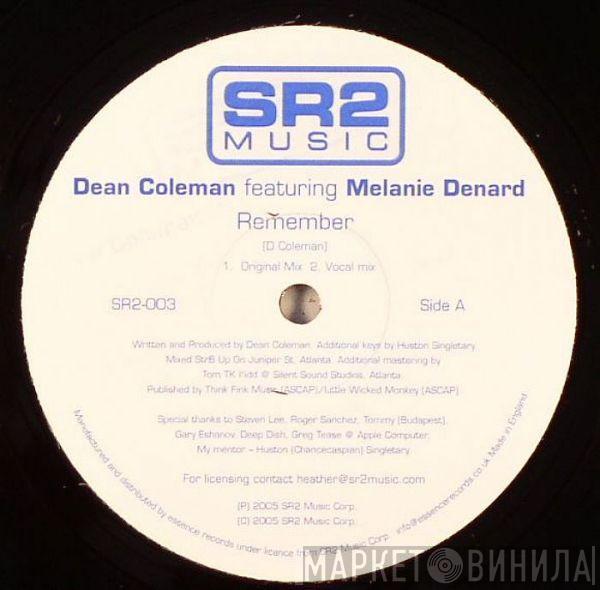 SR2
MUSIC
Dean Coleman featuring Melanie Denard
Remember
(D Coleman)
1. Original Mix 2. Vocal mix
SR2-003
Side A
Written and Produced by Dean Coleman. Additional keys by Huston Singletary
Mixed Up On Juniper St, Atlanta. Additional mastering by
Tom TK Kidd @ Silent Sound Studios, Atlanta.
Published by Think Fink Music (ASCAP)/Little Wicked Monkey (ASCAP)
Special thanks to Steven Lee, Roger Sanchez, Tommy (Budapest),
Gary Eshanov, Deep Dish, Greg Tease @ Apple Computer.
My mentor – Huston (Chancecaspian) Singletary
For licensing contact heather@sr2music.com
(P) 2005 SR2 Music Corp.
(C) 2005 SR2 Music Corp.
Manufactured and distributed by essence records under licence from SR2 Music Corp. info@essencerecords.co.uk Made in England
МАРКЕТ ВИНИЛА